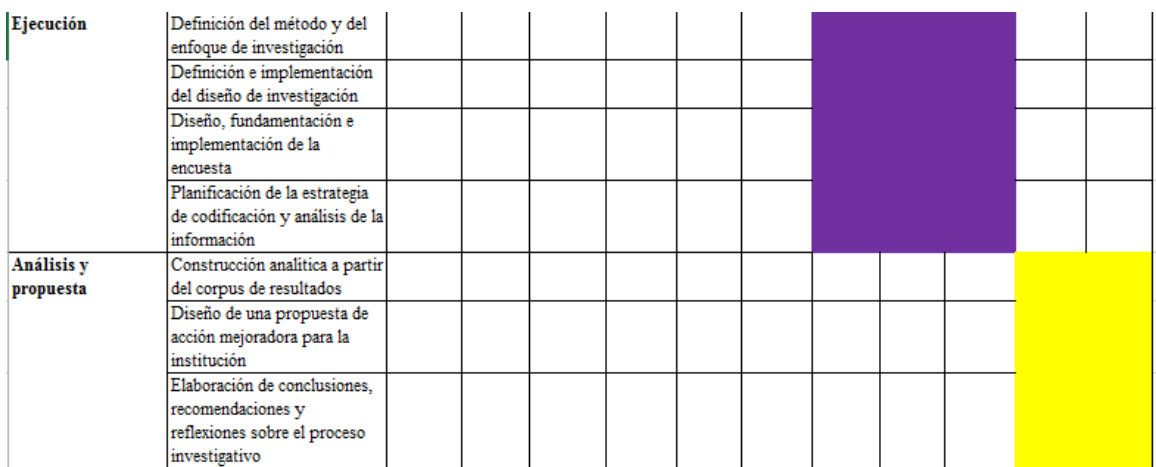 Ejecución
Definición del método y del
enfoque de investigación
Definición e implementación
del diseño de investigación
Diseño, fundamentación e
implementación de la
encuesta
Planificación de la estrategia
de codificación y análisis de la
información
Análisis y
propuesta
Construcción analítica a partir
del corpus de resultados
Diseño de una propuesta de
acción mejoradora para la
institución
Elaboración de conclusiones,
recomendaciones y
reflexiones sobre el proceso
investigativo